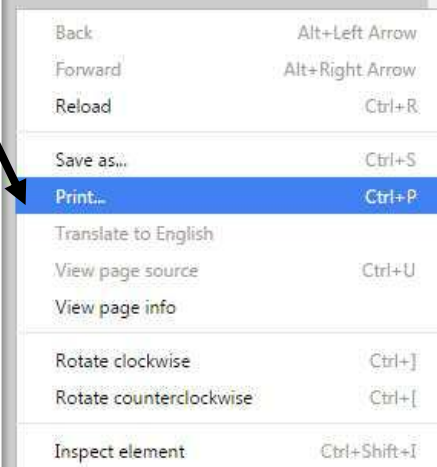 Back Alt+Left Arrow
Forward Alt+Right Arrow
Reload Ctrl+R
Save as... Ctrl+S
Print... Ctrl+P
Translate to English
View page source Ctrl+U
View page info
Rotate clockwise Ctrl+]
Rotate counterclockwise Ctrl+[
Inspect element Ctrl+Shift+I